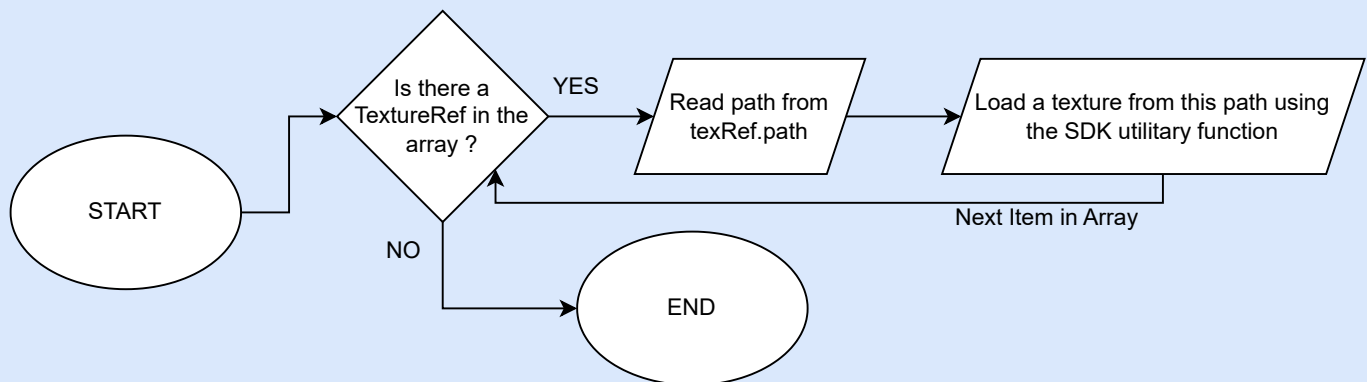 START
Is there a
TextureRef in the
array ?
YES
Read path from
texRef.path
Load a texture from this path using
the SDK utilitary function
Next Item in Array
NO
END